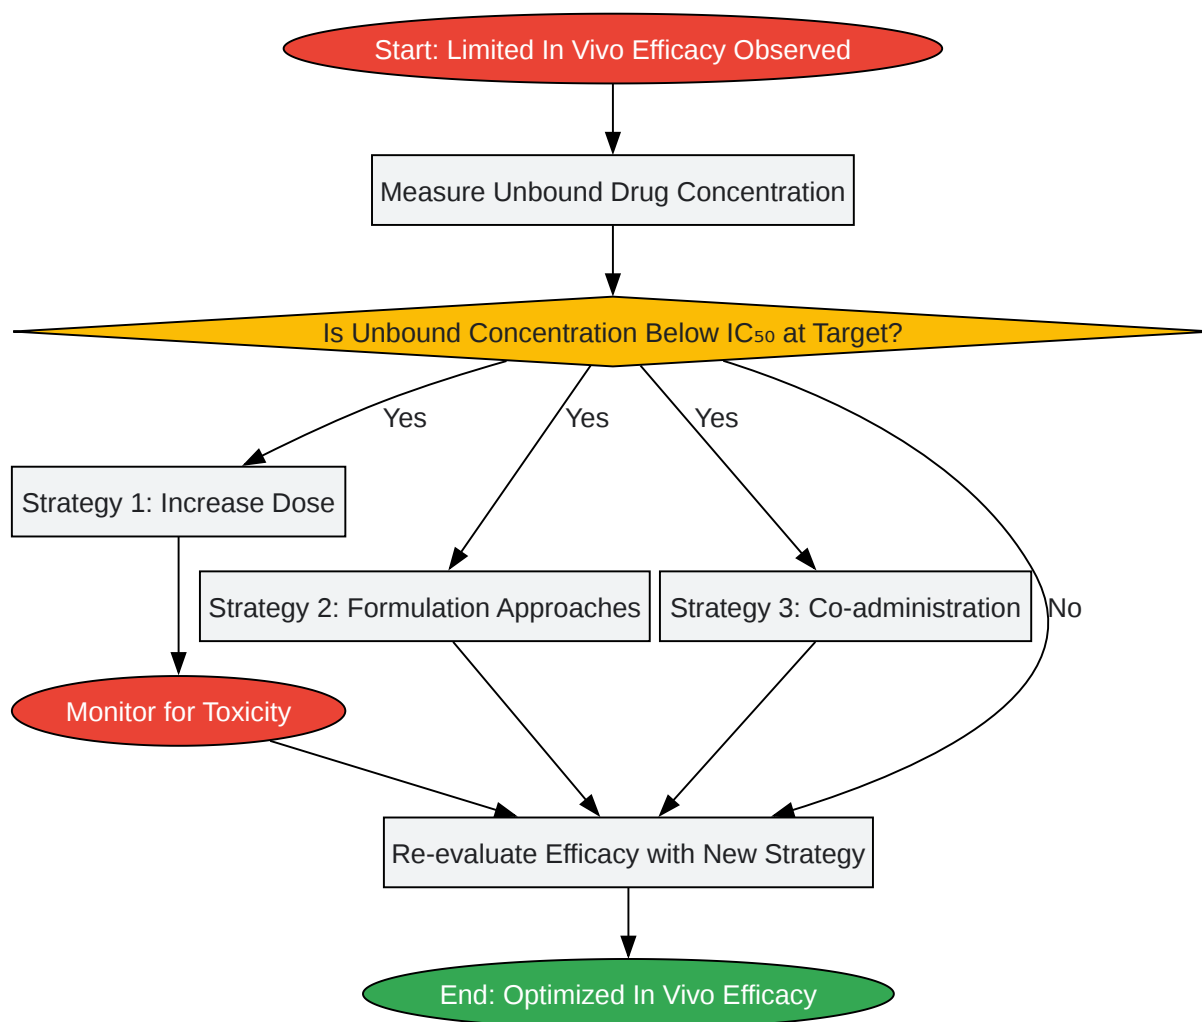 Start: Limited In Vivo Efficacy Observed
Measure Unbound Drug Concentration
Is Unbound Concentration Below IC₅₀ at Target?
Yes
Yes
Yes
Strategy 1: Increase Dose
Strategy 2: Formulation Approaches
Strategy 3: Co-administration
No
Monitor for Toxicity
Re-evaluate Efficacy with New Strategy
End: Optimized In Vivo Efficacy